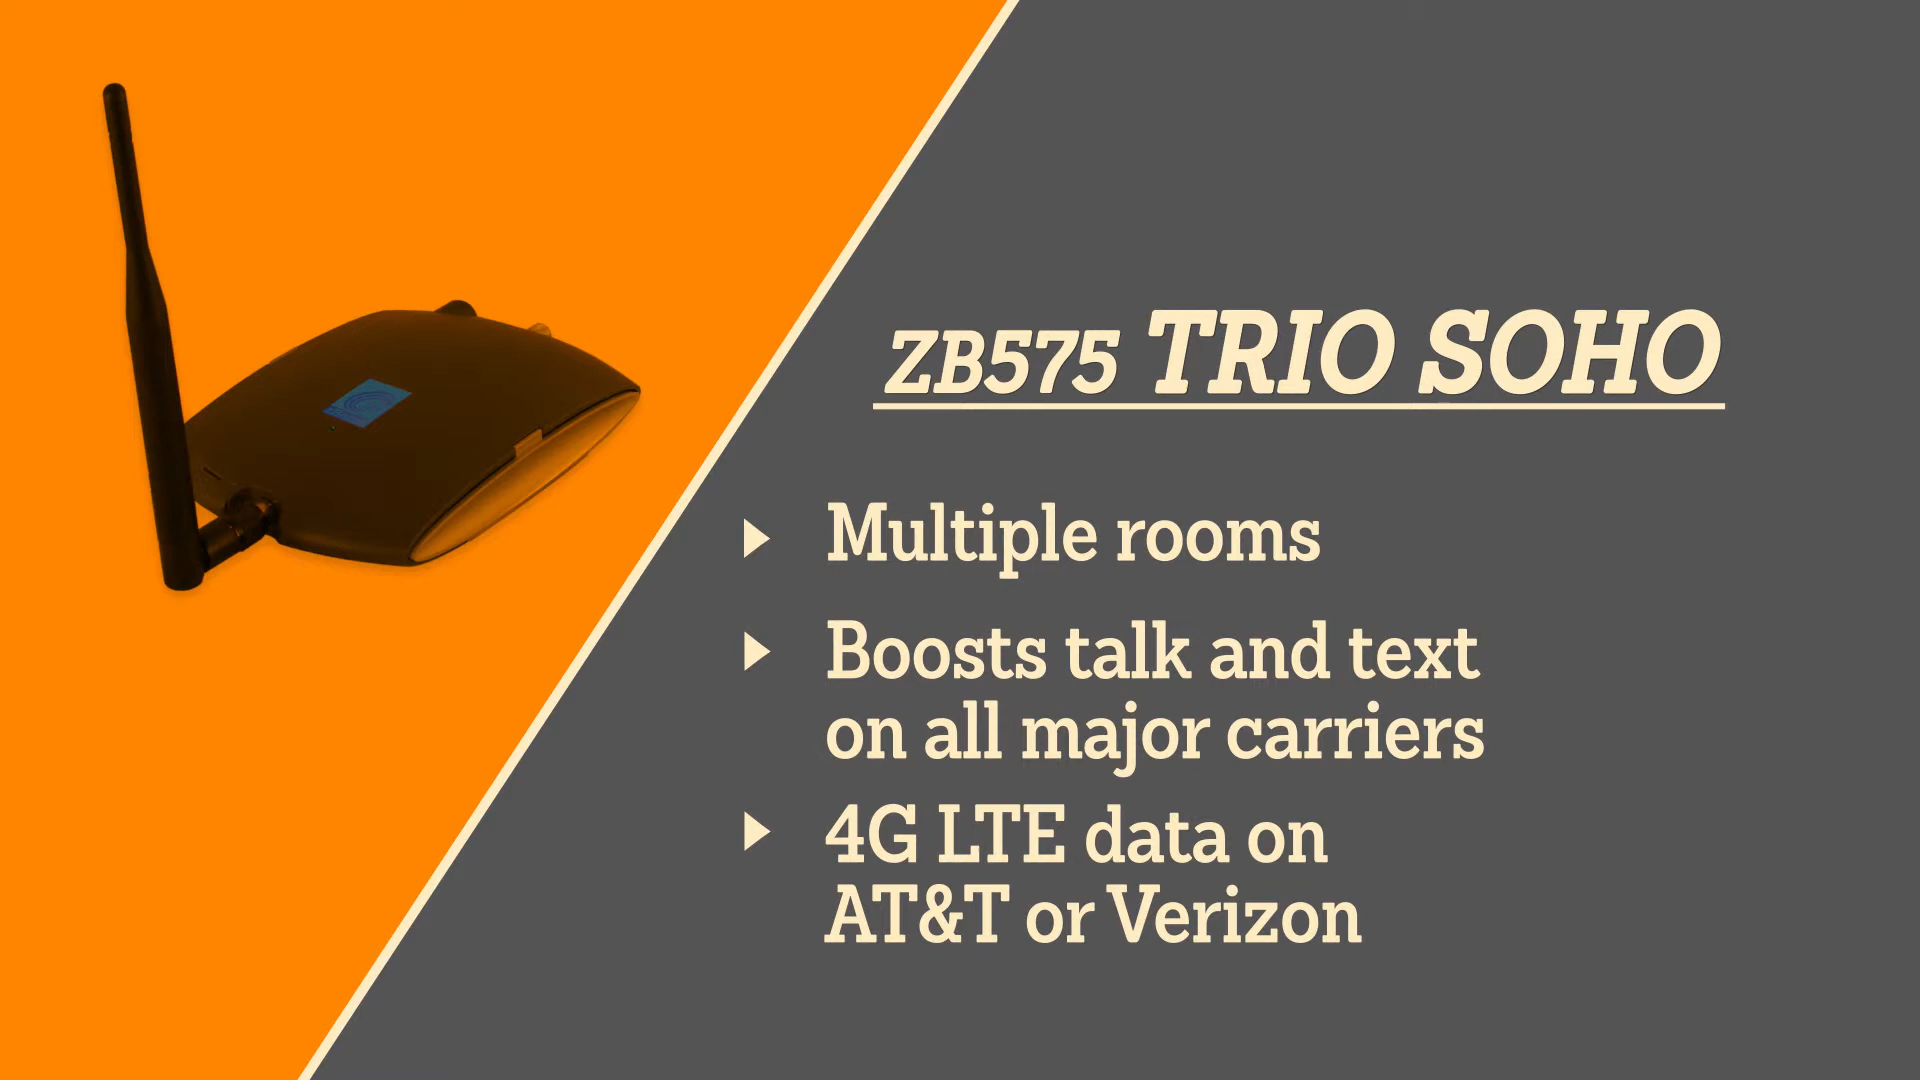 ZB575 TRIO SOHO
Multiple rooms
Boosts talk and text
on all major carriers
4G LTE data on
AT&T or Verizon